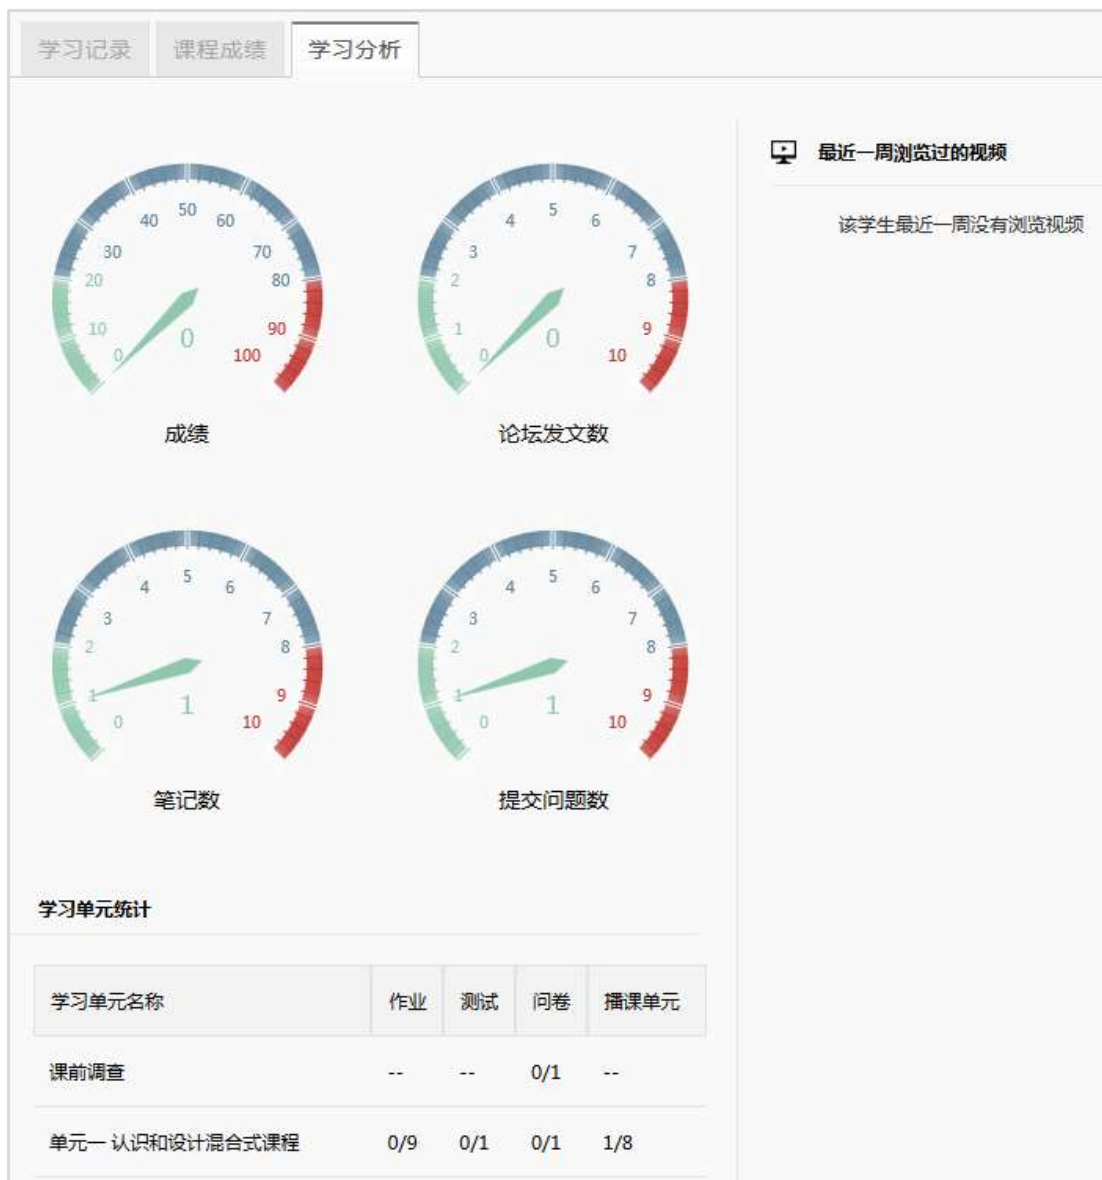 学习记录 课程成绩 学习分析
最近一周浏览过的视频
该学生最近一周没有浏览视频
0 10 20 30 40 50 60 70 80 90 100
0
成绩
0 1 2 3 4 5 6 7 8 9 10
0
论坛发文数
0 1 2 3 4 5 6 7 8 9 10
1
笔记数
0 1 2 3 4 5 6 7 8 9 10
1
提交问题数
学习单元统计
学习单元名称 作业 测试 问卷 播课单元
课前调查 -- -- 0/1 --
单元一 认识和设计混合式课程 0/9 0/1 0/1 1/8